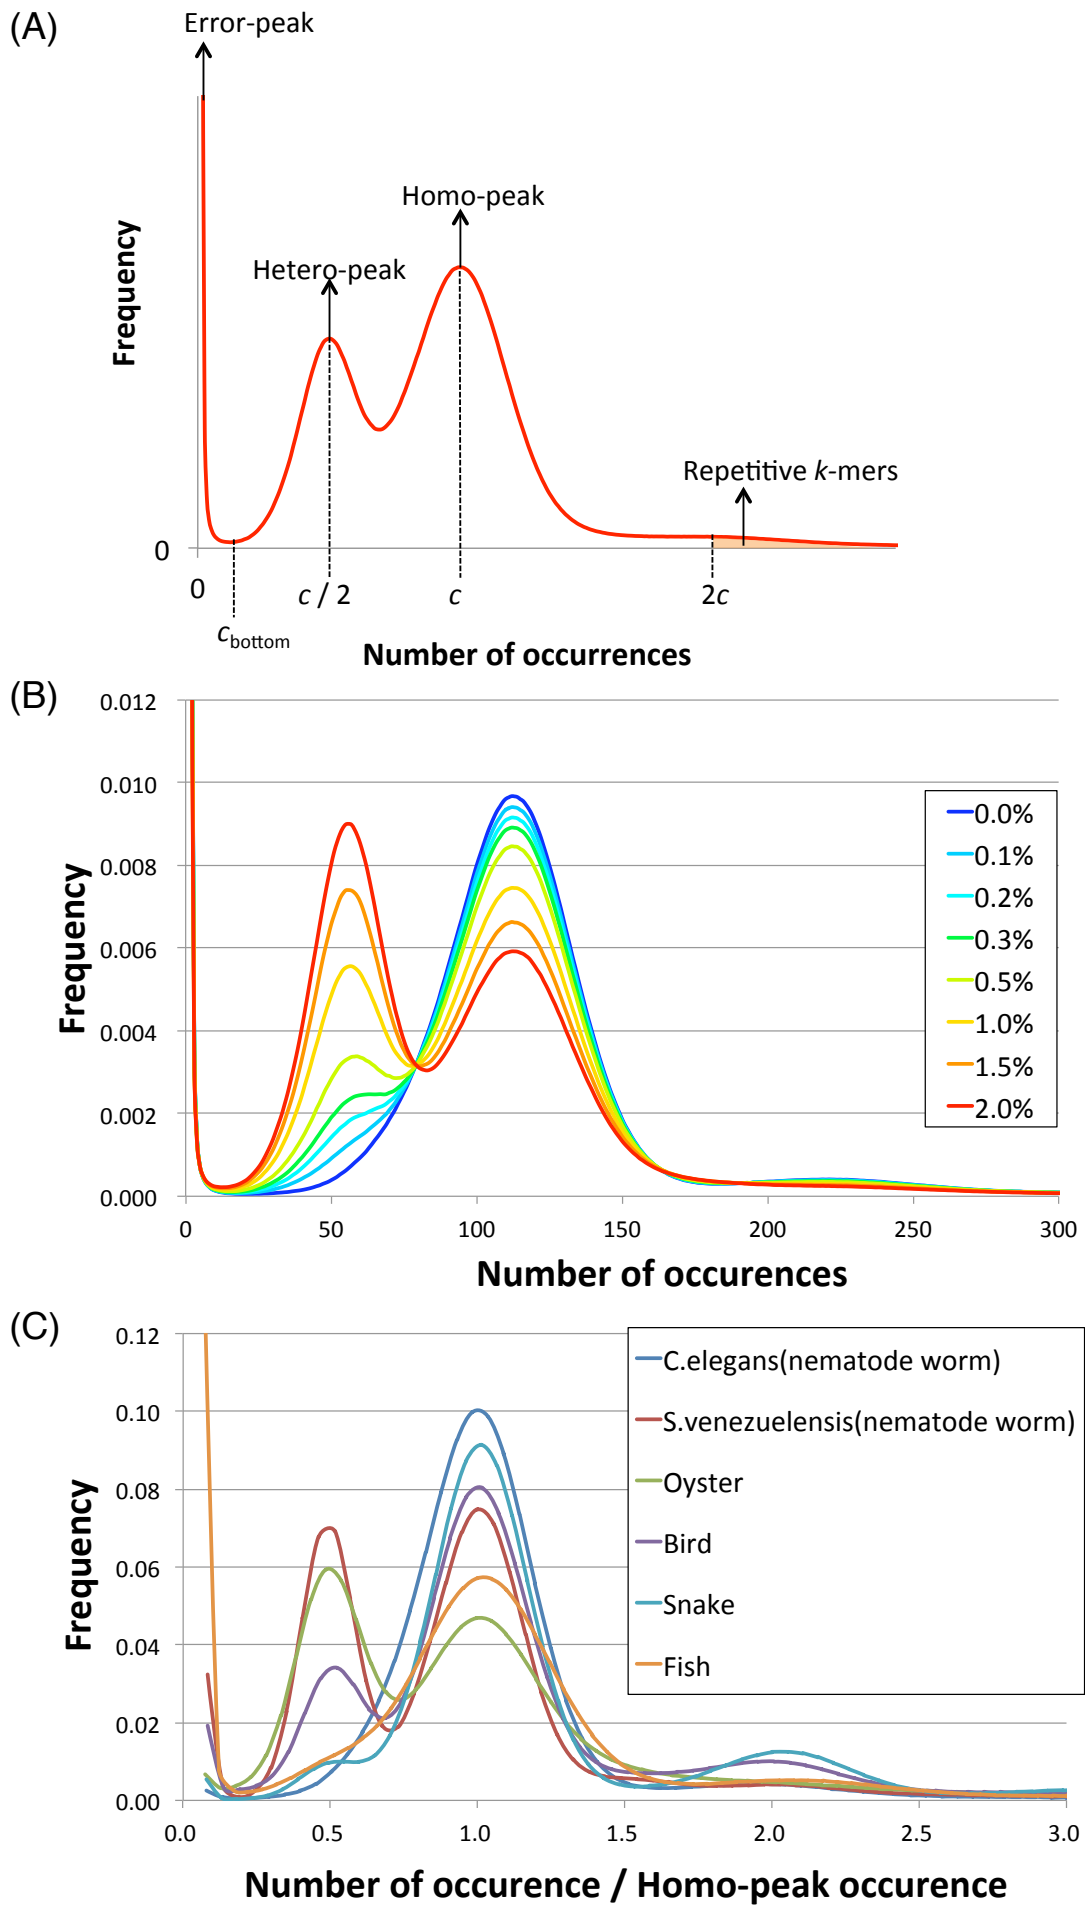 (A)
Error-peak
Homo-peak
Hetero-peak
Repetitive k-mers
Frequency
0
0
c / 2
c
2c
cbottom
Number of occurrences
(B)
0.012
0.010
0.008
0.006
0.004
0.002
0.000
Frequency
0.0%
0.1%
0.2%
0.3%
0.5%
1.0%
1.5%
2.0%
0 50 100 150 200 250 300
Number of occurences
(C)
0.12
0.10
0.08
0.06
0.04
0.02
0.00
Frequency
C.elegans(nematode worm)
S.venezuelensis(nematode worm)
Oyster
Bird
Snake
Fish
0.0 0.5 1.0 1.5 2.0 2.5 3.0
Number of occurence / Homo-peak occurence